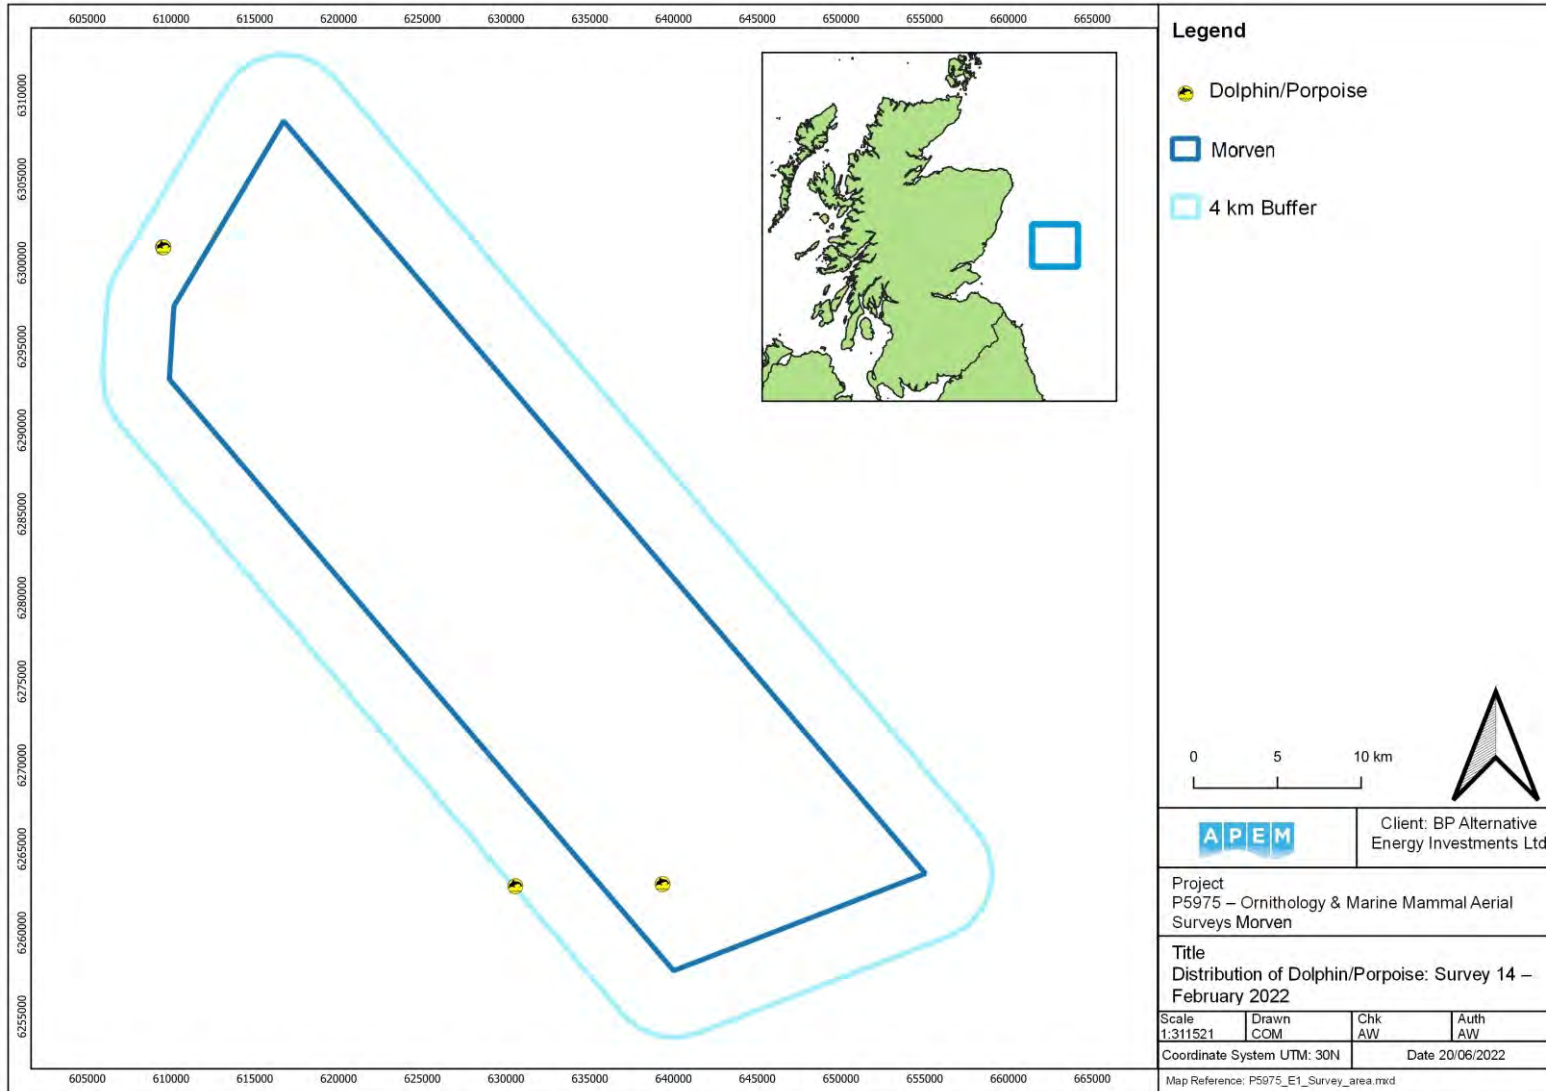 605000 610000 615000 620000 625000 630000 635000 640000 645000 650000 655000 660000 665000
6310000
6305000
6300000
6295000
6290000
6285000
6280000
6275000
6270000
6265000
6260000
6255000
605000 610000 615000 620000 625000 630000 635000 640000 645000 650000 655000 660000 665000
Legend
Dolphin/Porpoise
Morven
4 km Buffer
0 5 10 km
APEM
Client: BP Alternative
Energy Investments Ltd
Project
P5975 – Ornithology & Marine Mammal Aerial
Surveys Morven
Title
Distribution of Dolphin/Porpoise: Survey 14 –
February 2022
Scale Drawn Chk Auth
1:311521 COM AW AW
Coordinate System UTM: 30N Date 20/06/2022
Map Reference: P5975_E1_Survey_area.mxd